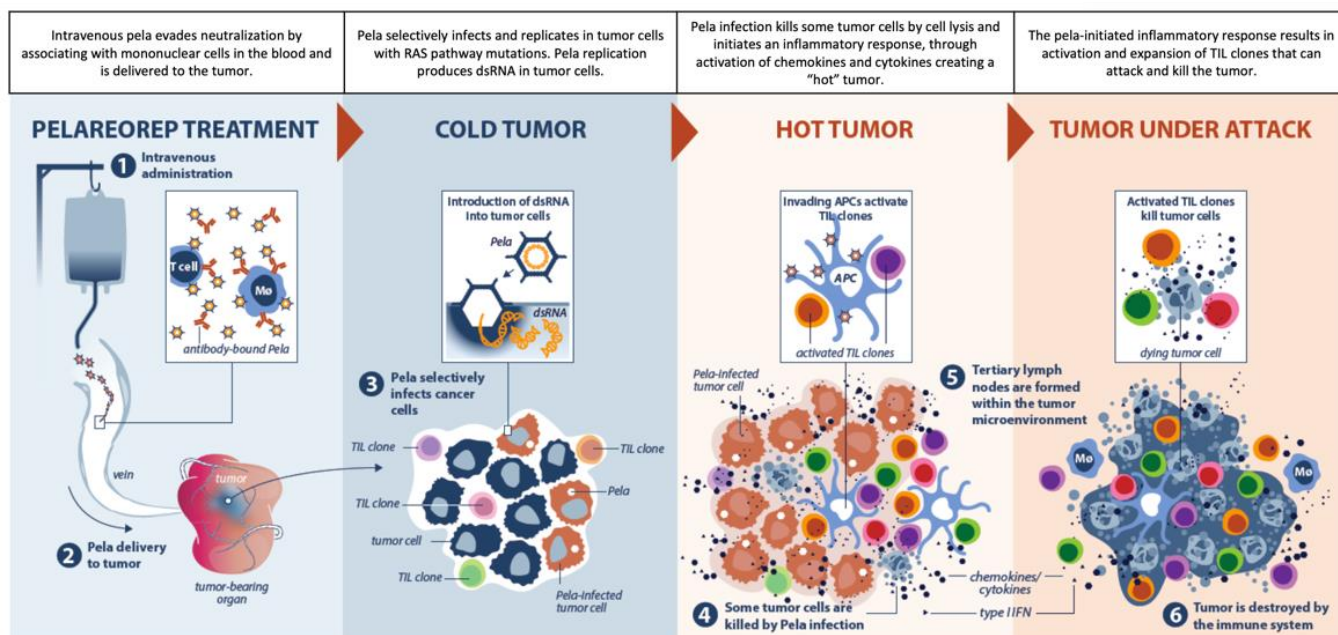 Intravenous pela evades neutralization by
associating with mononuclear cells in the blood and
is delivered to the tumor.
Pela selectively infects and replicates in tumor cells
with RAS pathway mutations. Pela replication
produces dsRNA in tumor cells.
Pela infection kills some tumor cells by cell lysis and
initiates an inflammatory response, through
activation of chemokines and cytokines creating a
“hot” tumor.
The pela-initiated inflammatory response results in
activation and expansion of TIL clones that can
attack and kill the tumor.
PELAREOREP TREATMENT
1 Intravenous
administration
T cell
Mø
antibody-bound Pela
vein
tumor
2 Pela delivery
to tumor
tumor-bearing
organ
COLD TUMOR
Introduction of dsRNA
Into tumor cells
Pela
dsRNA
3 Pela selectively
infects cancer
cells
TIL clone
TIL clone
TIL clone
Pela
tumor cell
TIL clone
Pela-infected
tumor cell
HOT TUMOR
Invading APCs activate
TIL clones
APC
activated TIL clones
Pela-infected
tumor cell
5 Tertiary lymph
nodes are formed
within the tumor
microenvironment
4 Some tumor cells are
killed by Pela infection
chemokines/
cytokines
type I IFN
TUMOR UNDER ATTACK
Activated TIL clones
kill tumor cells
dying tumor cell
Mø
Mø
6 Tumor is destroyed by
the immune system